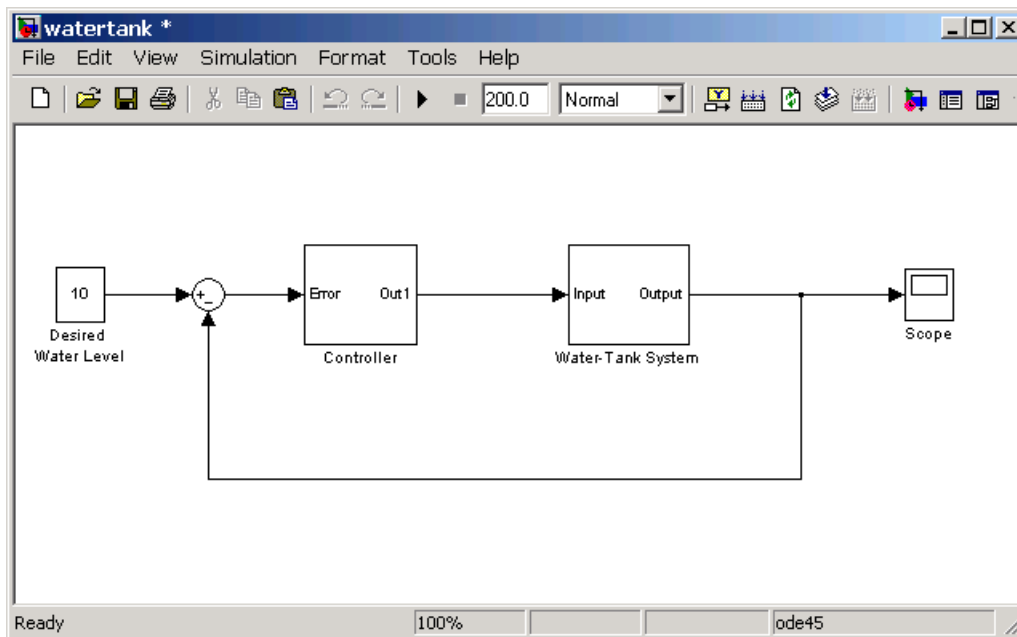 watertank *
File Edit View Simulation Format Tools Help
200.0 Normal
10
+
-
Error Out1
Input Output
Desired
Water Level
Controller
Water-Tank System
Scope
Ready 100% ode45